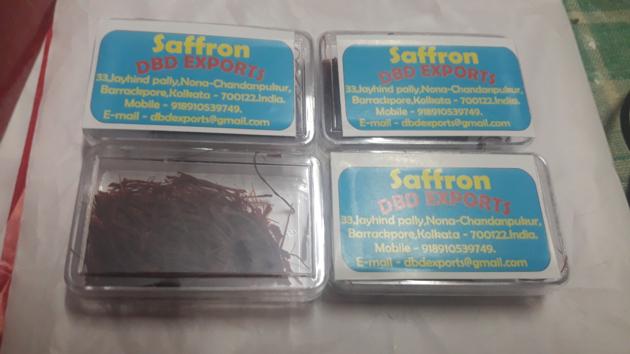 Saffron
DBD EXPORTS
33,Jayhind pally,Nona-Chandanpukur,
Barrackpore,Kolkata - 700122.India.
Mobile - 918910539749.
E-mail - dbdexports@gmail.com
Saffron
DBD EXPORTS
33,Jayhind pally,Nona-Chandanpukur,
Barrackpore,Kolkata - 700122.India.
Mobile - 918910539749.
E-mail - dbdexports@gmail.com
Saffron
DBD EXPORTS
33,Jayhind pally,Nona-Chandanpukur,
Barrackpore,Kolkata - 700122.India.
Mobile - 918910539749.
E-mail - dbdexports@gmail.com